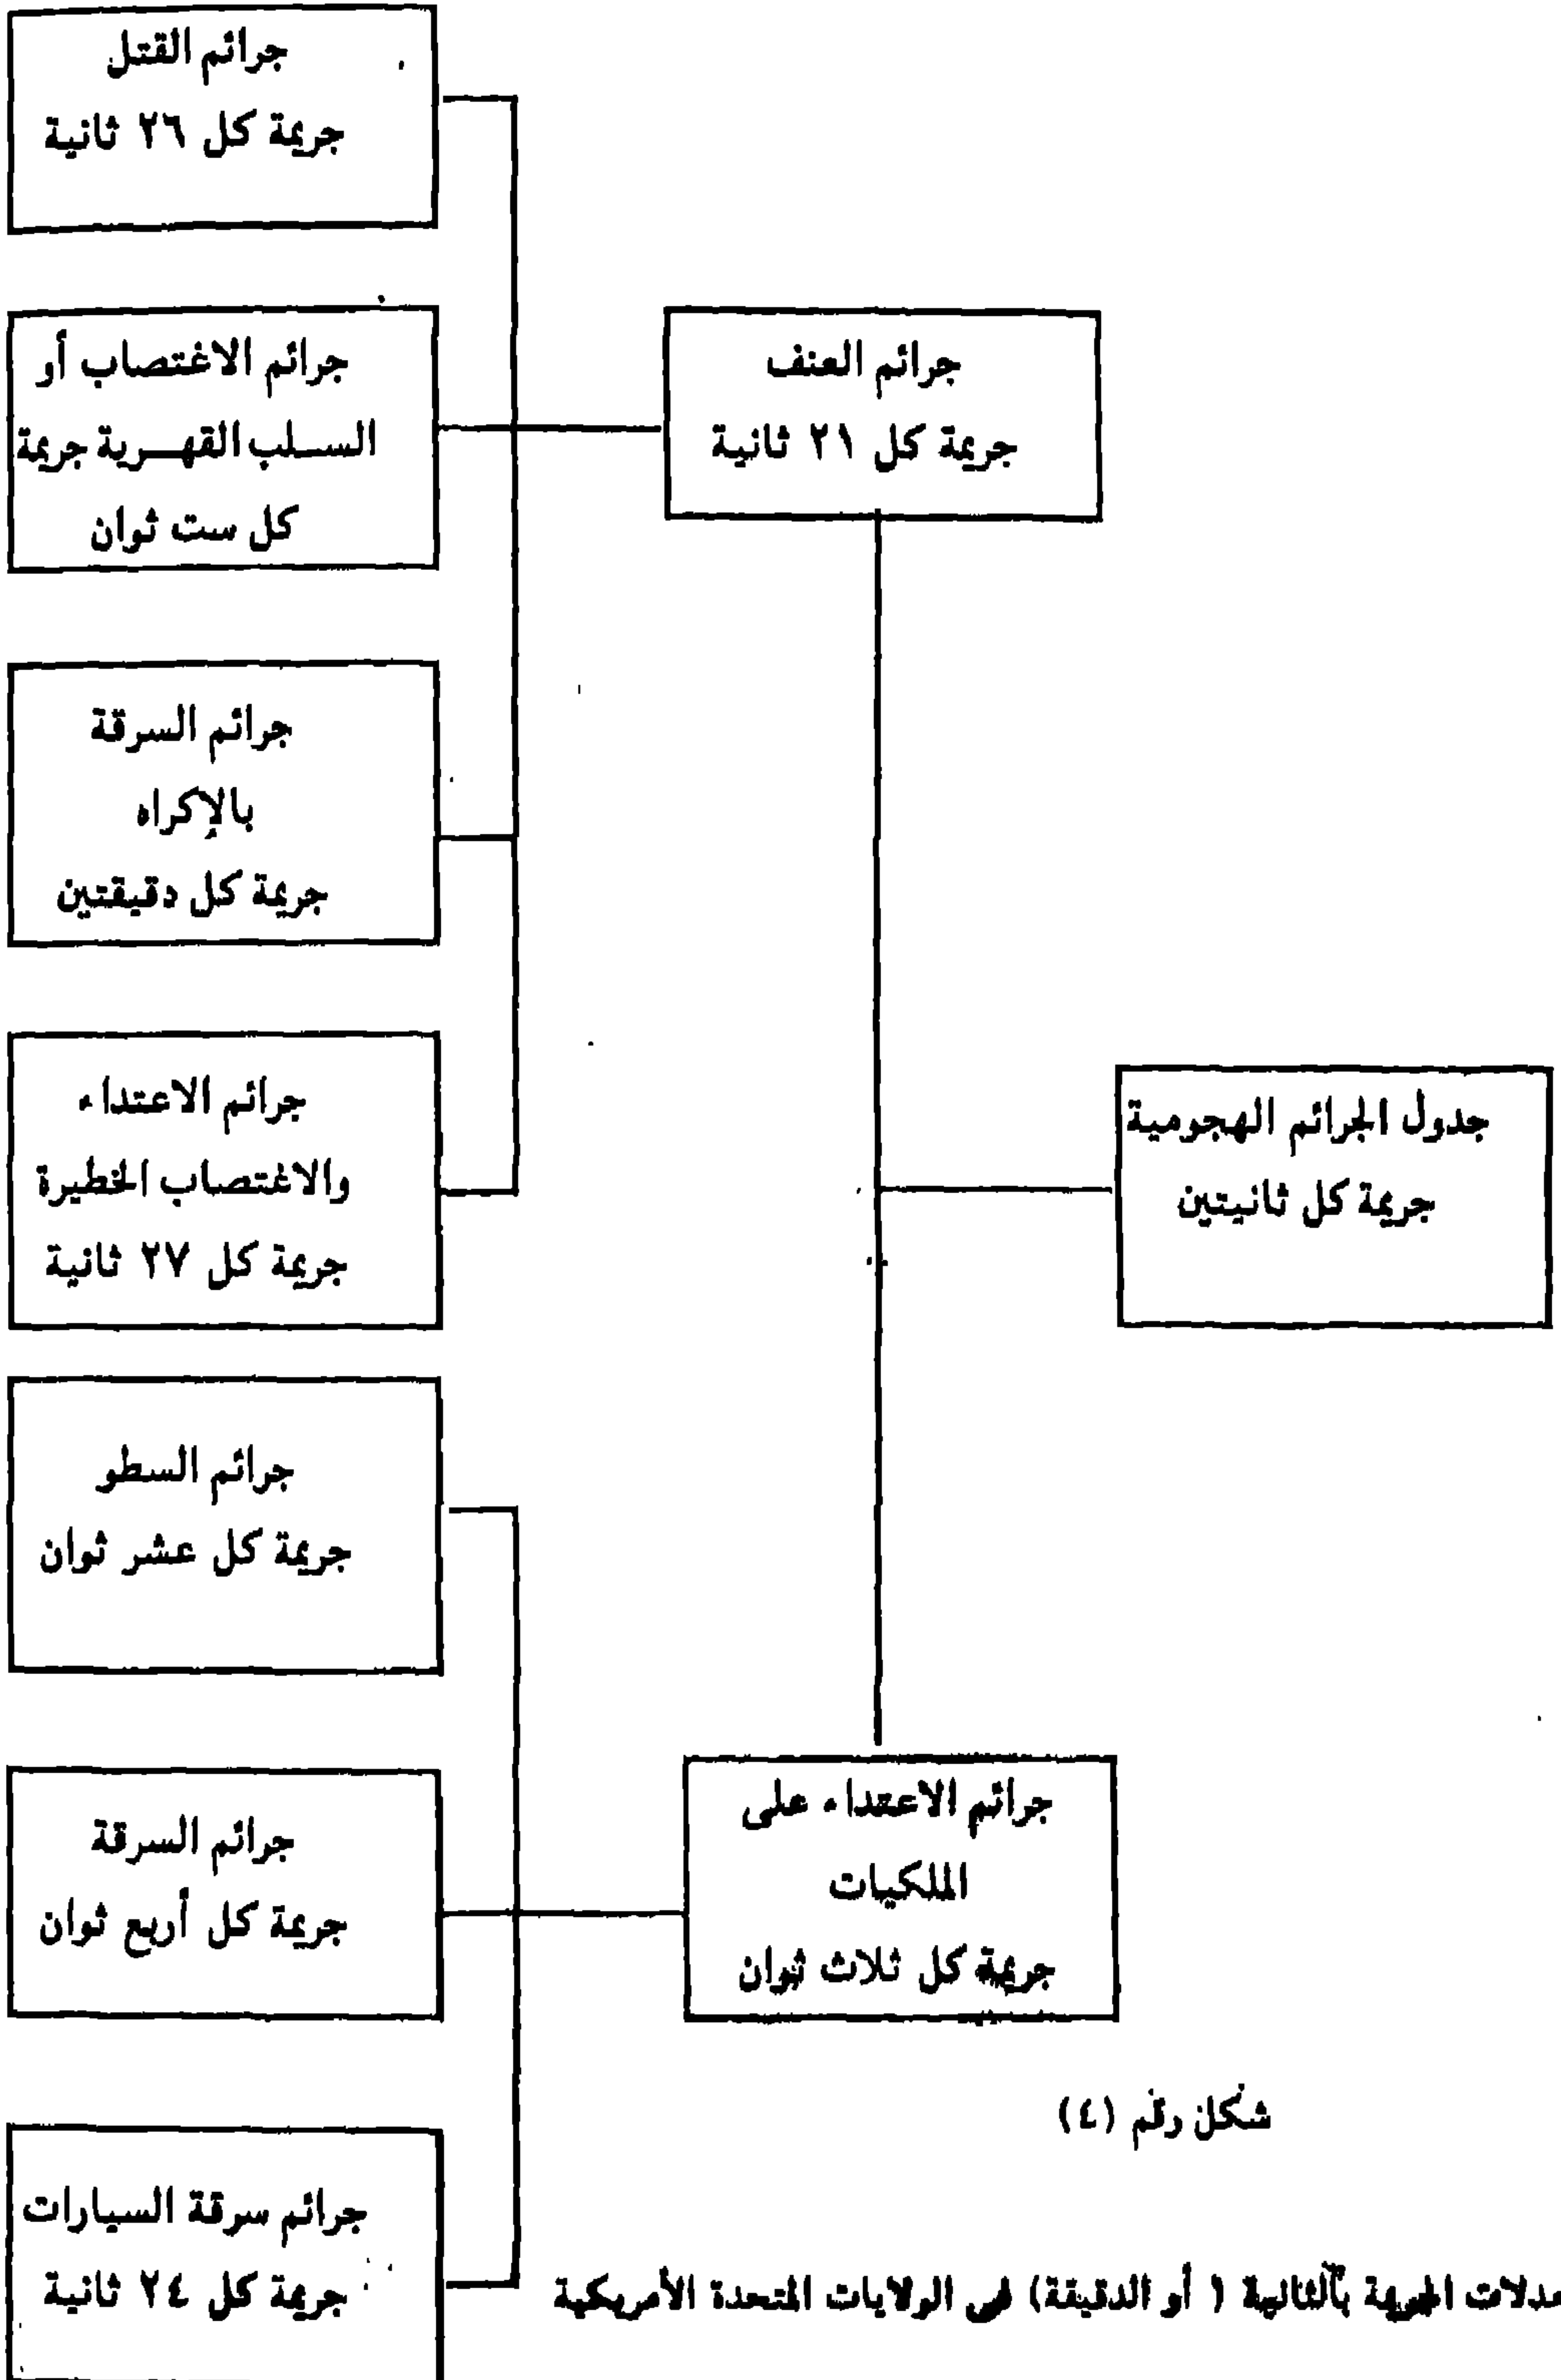 جرائم القتل
جريمة كل ٢٦ ثانية
جرائم الاغتصاب أو
السلب القهرية جريمة
كل ست ثوان
جرائم العنف
جريمة كل ٢١ ثانية
جرائم السرقة
بالإكراه
جريمة كل دقيقتين
جرائم الاعتداء
والاغتصاب الخطيرة
جريمة كل ٢٧ ثانية
جدول الجرائم الهجومية
جريمة كل ثانيتين
جرائم السطو
جريمة كل عشر ثوان
جرائم السرقة
جريمة كل أربع ثوان
جرائم الاعتداء على
الملكيات
جريمة كل ثلاث ثوان
شكل رقم (٤)
جرائم سرقة السيارات
جريمة كل ٢٤ ثانية
عدلات الجريمة بالثانية ( أو الدقيقة) فى الولايات المتحدة الأمريكية